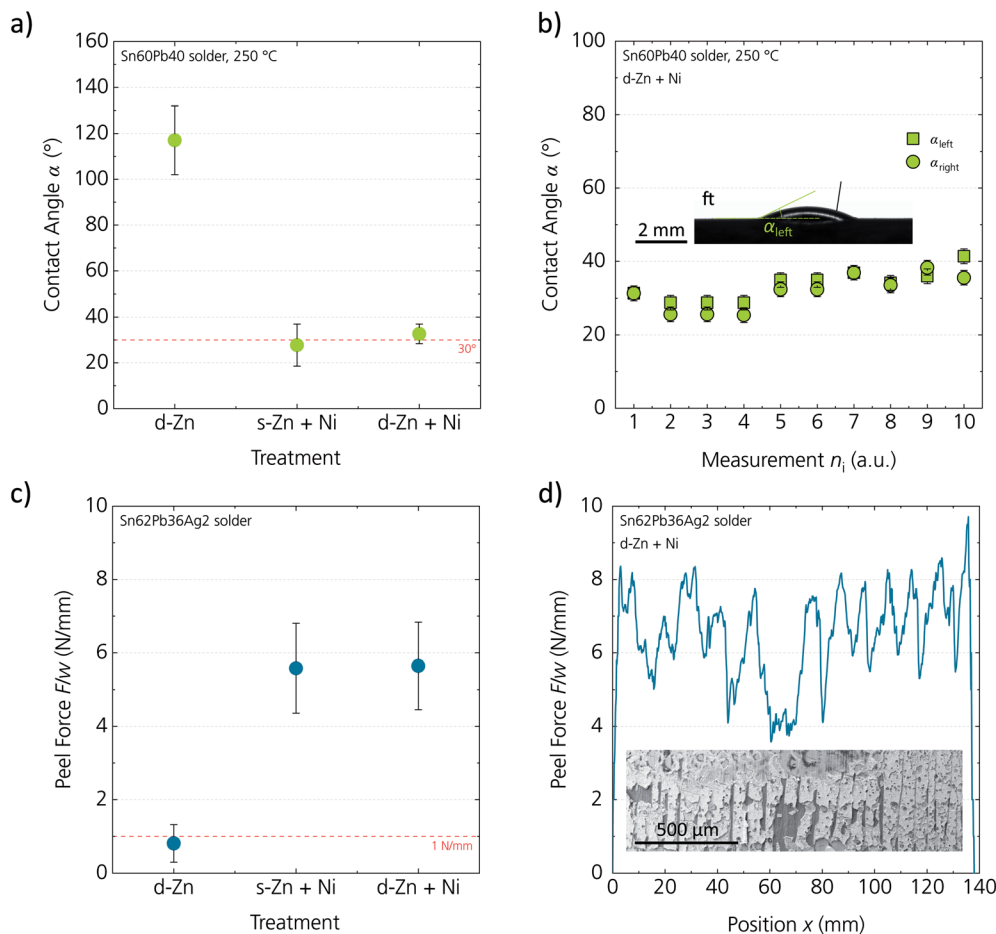 a)
Sn60Pb40 solder, 250 °C
Contact Angle α (°)
160
140
120
100
80
60
40
20
0
30°
d-Zn
s-Zn + Ni
d-Zn + Ni
Treatment
b)
Sn60Pb40 solder, 250 °C
d-Zn + Ni
Contact Angle α (°)
100
80
60
40
20
0
α left
α right
ft
2 mm
α left
1 2 3 4 5 6 7 8 9 10
Measurement nᵢ (a.u.)
c)
Sn62Pb36Ag2 solder
Peel Force F/w (N/mm)
10
8
6
4
2
0
1 N/mm
d-Zn
s-Zn + Ni
d-Zn + Ni
Treatment
d)
Sn62Pb36Ag2 solder
d-Zn + Ni
Peel Force F/w (N/mm)
10
8
6
4
2
0
500 µm
0 20 40 60 80 100 120 140
Position x (mm)